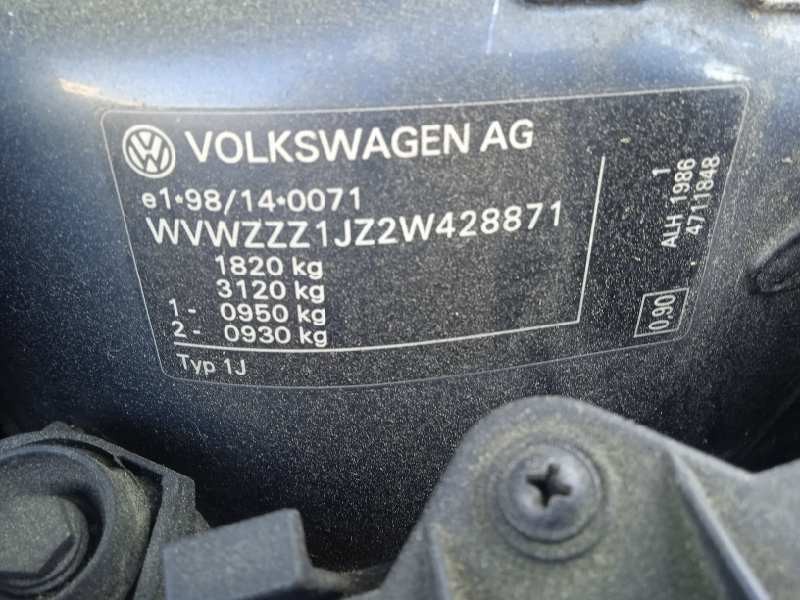 VOLKSWAGEN AG
e1*98/14*0071
WVWZZZ1JZ2W428871
1820 kg
3120 kg
1- 0950 kg
2- 0930 kg
Typ 1J
1
ALH 1986
4711848
0,90